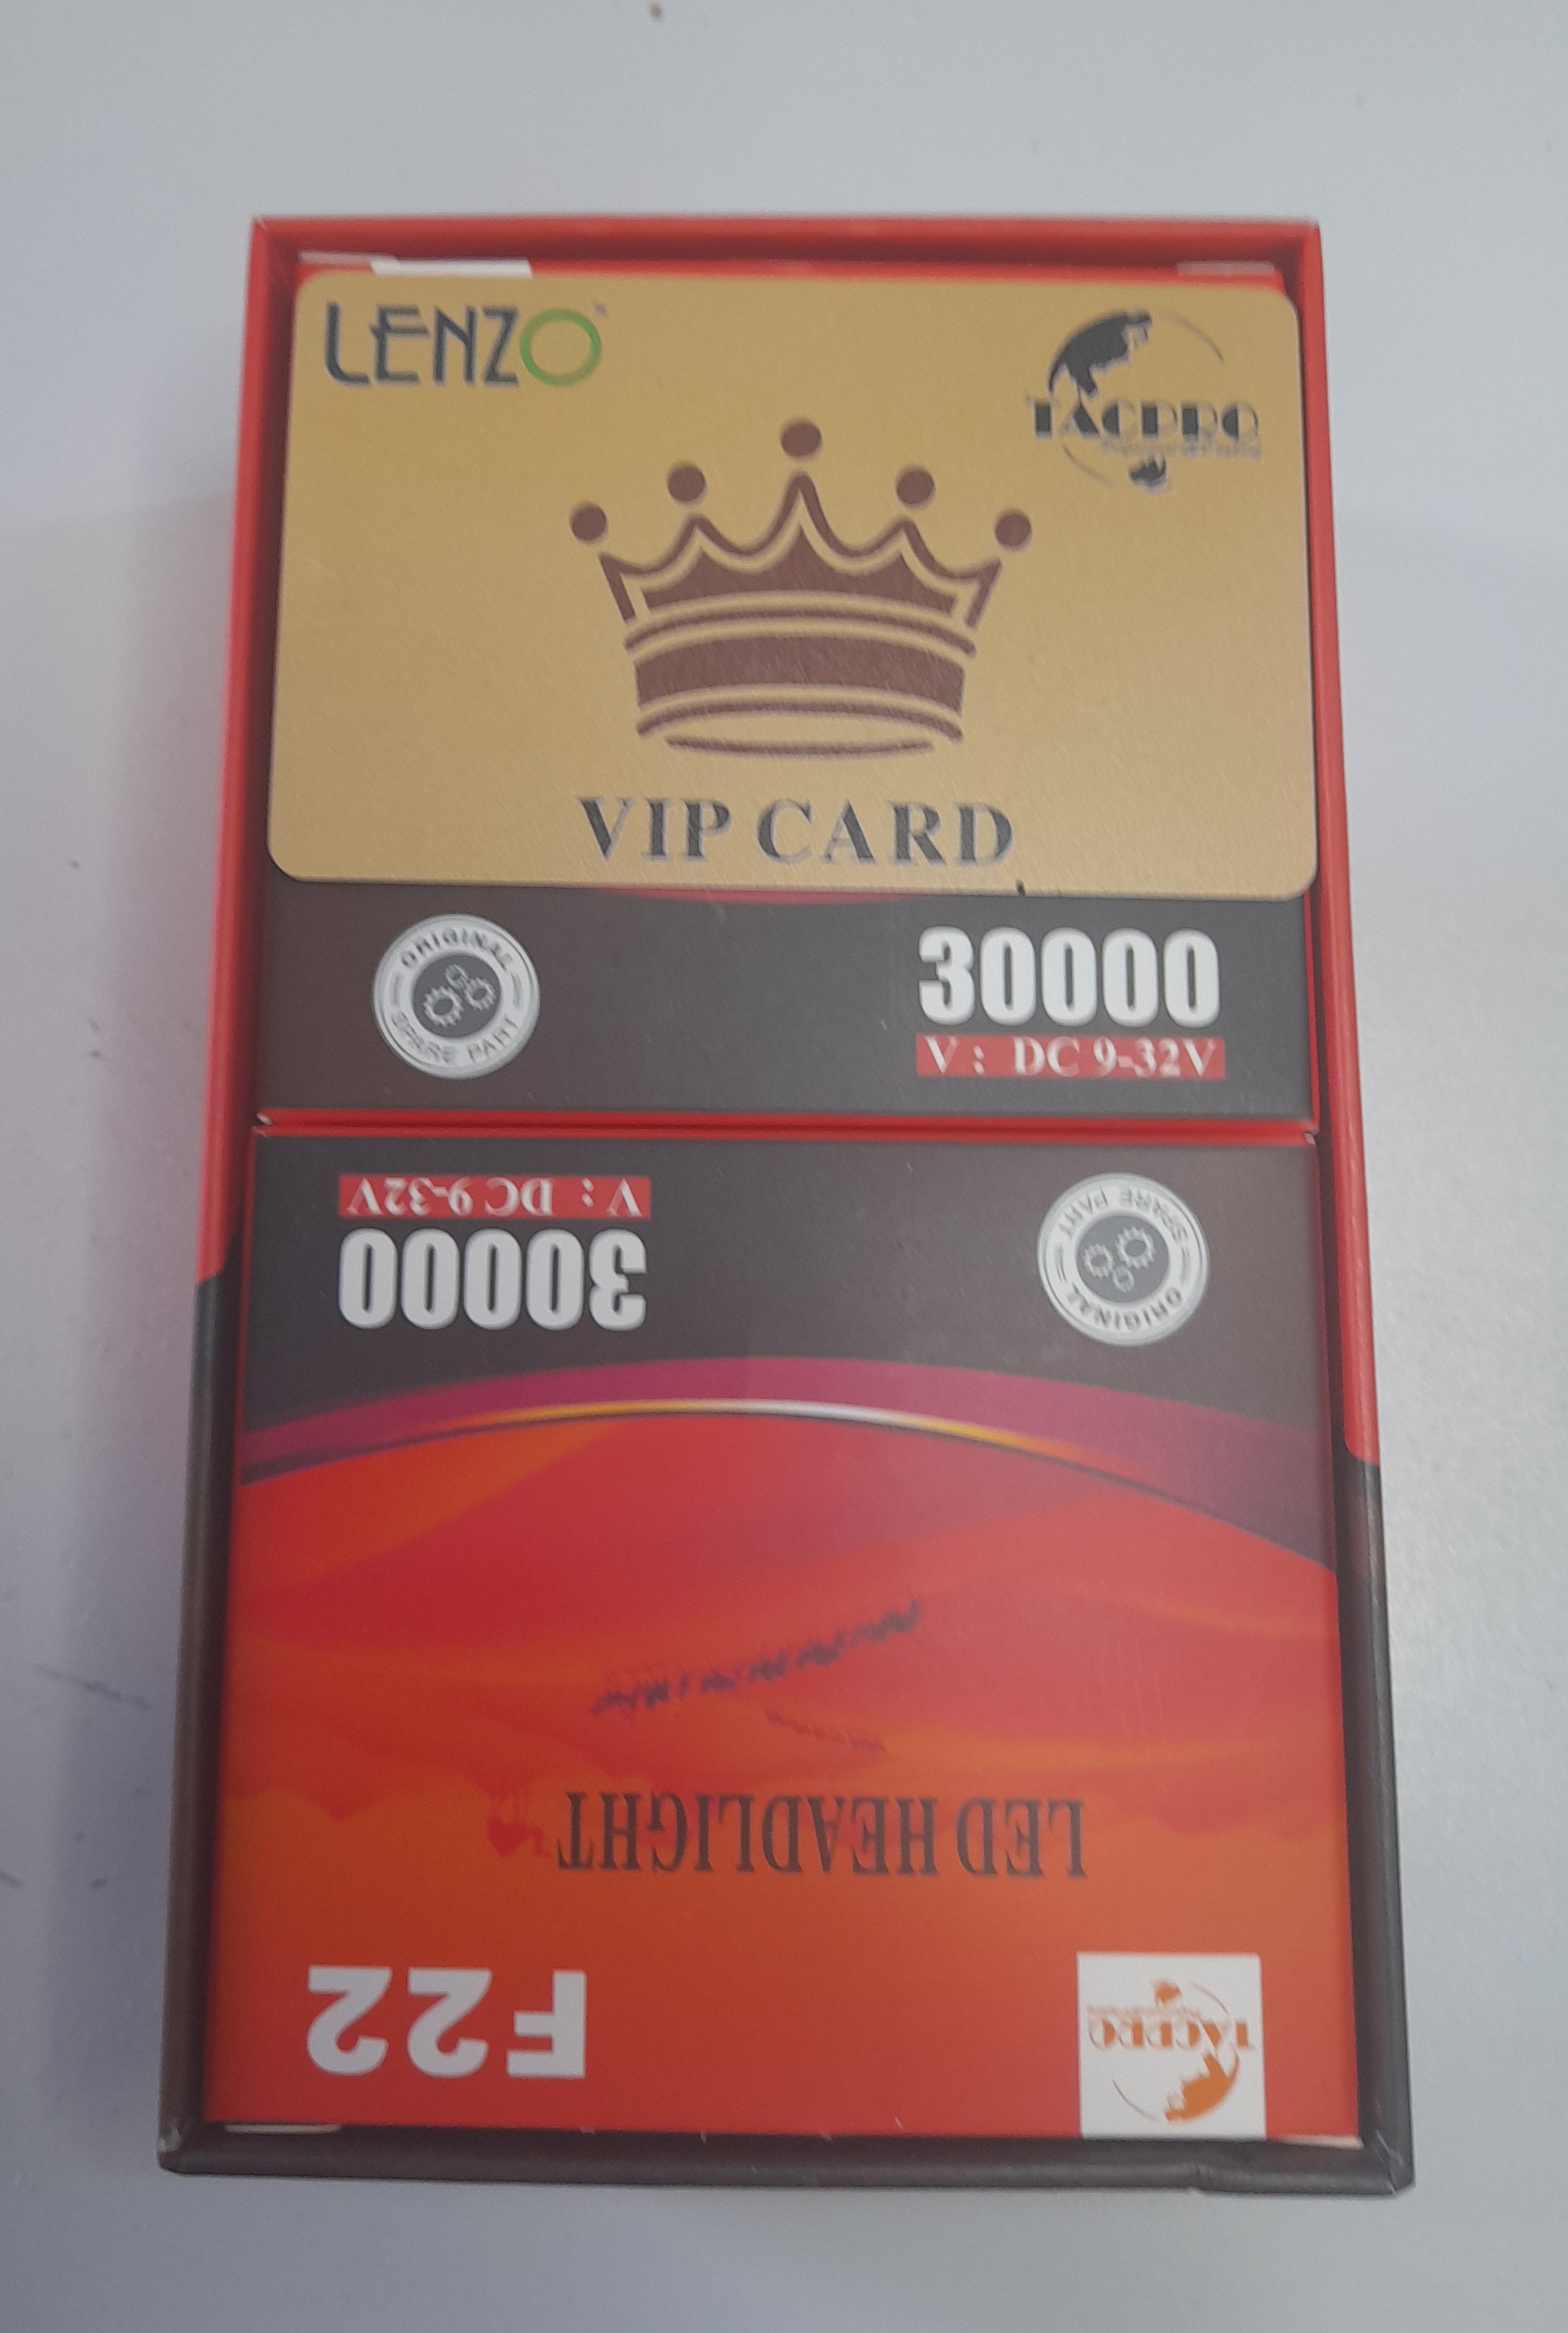 LENZO™
TACPRO
VIP CARD
ORIGINAL
SPARE PART
30000
V： DC 9-32V
V： DC 9-32V
30000
ORIGINAL
SPARE PART
LED HEADLIGHT
F22
TACPRO